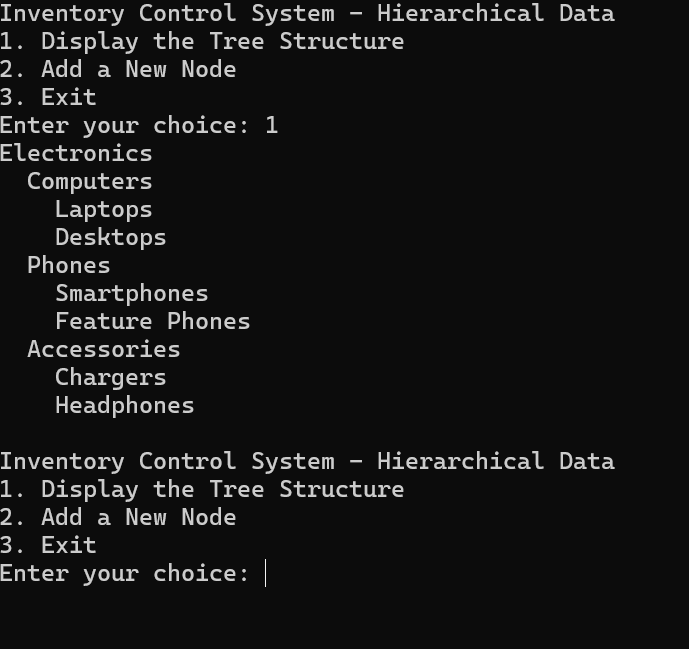 Inventory Control System - Hierarchical Data
1. Display the Tree Structure
2. Add a New Node
3. Exit
Enter your choice: 1
Electronics
  Computers
    Laptops
    Desktops
  Phones
    Smartphones
    Feature Phones
  Accessories
    Chargers
    Headphones

Inventory Control System - Hierarchical Data
1. Display the Tree Structure
2. Add a New Node
3. Exit
Enter your choice: